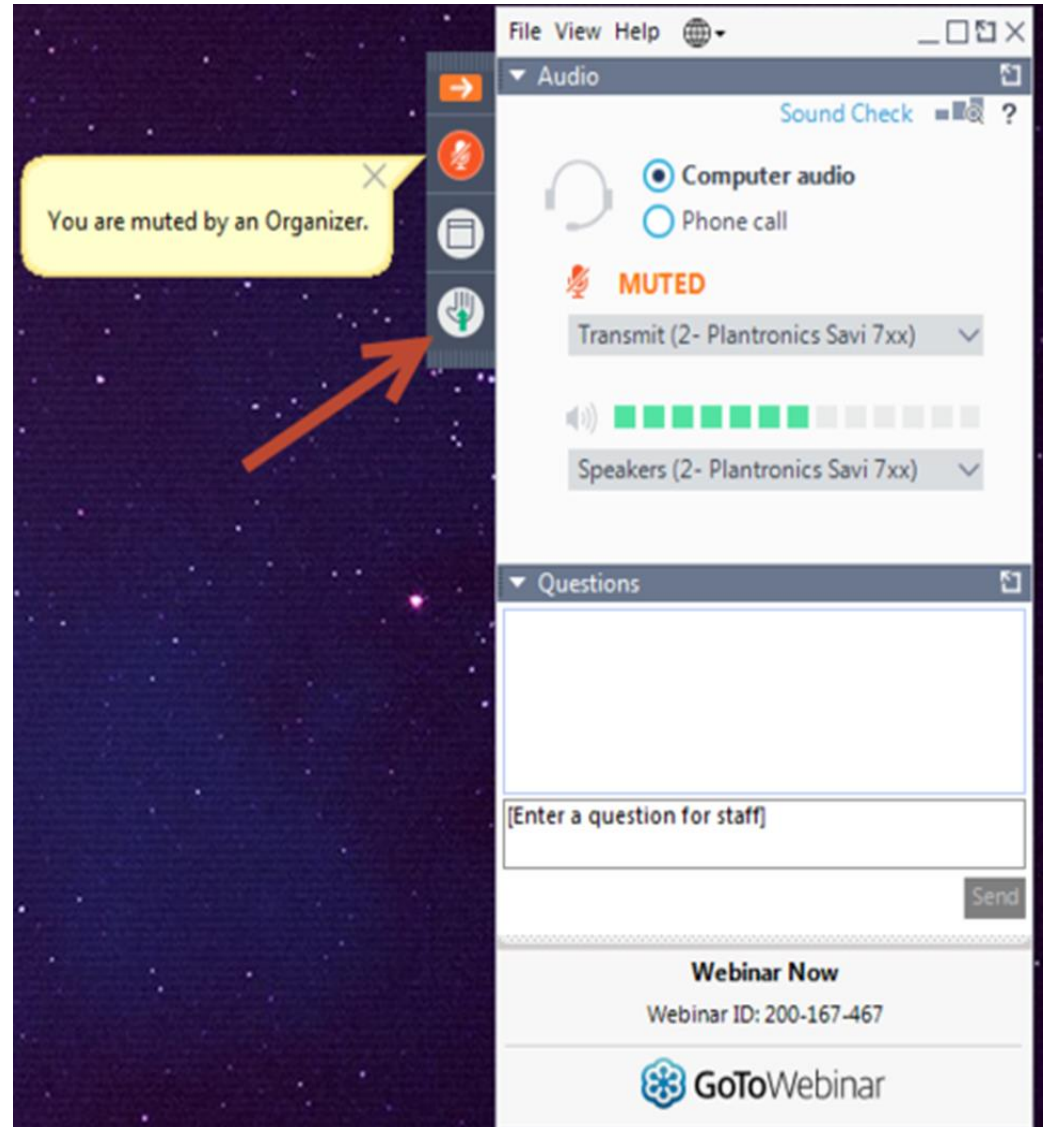 File View Help
Audio
Sound Check ?
You are muted by an Organizer.
Computer audio
Phone call
MUTED
Transmit (2- Plantronics Savi 7xx)
Speakers (2- Plantronics Savi 7xx)
Questions
[Enter a question for staff]
Send
Webinar Now
Webinar ID: 200-167-467
GoToWebinar